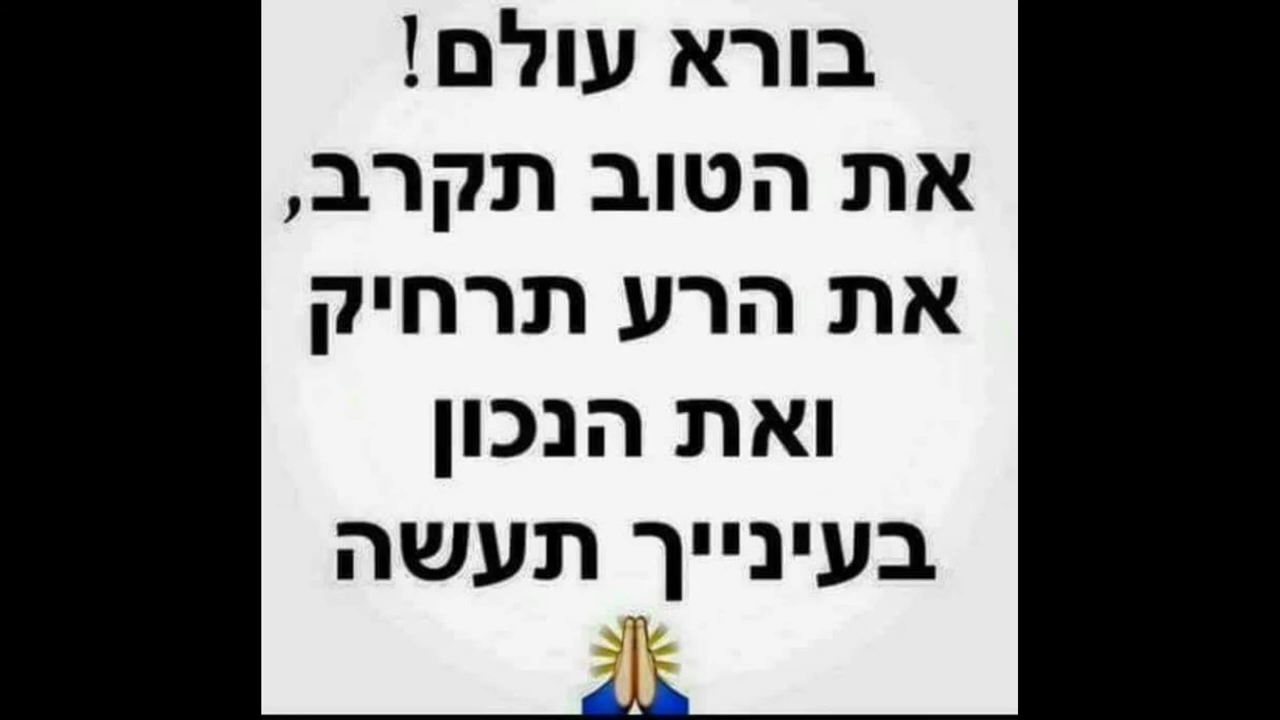 בורא עולם!
את הטוב תקרב,
את הרע תרחיק
ואת הנכון
בעינייך תעשה